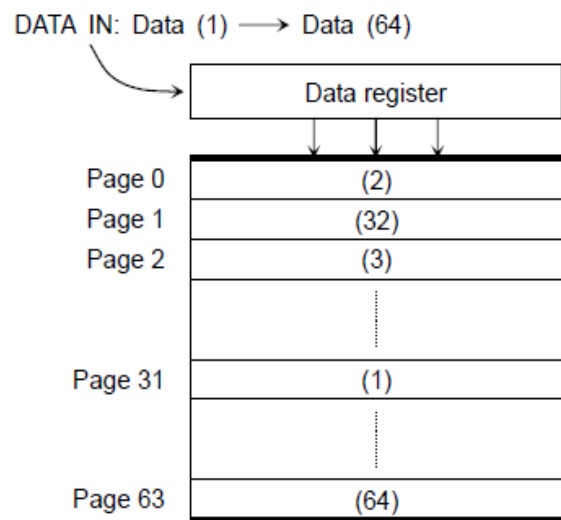 DATA IN: Data (1) → Data (64)
Data register
Page 0 (2)
Page 1 (32)
Page 2 (3)
Page 31 (1)
Page 63 (64)